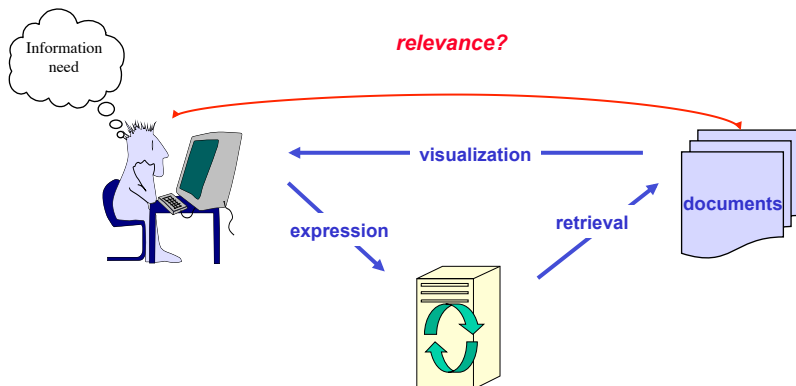 relevance?
Information
need
visualization
documents
expression
retrieval